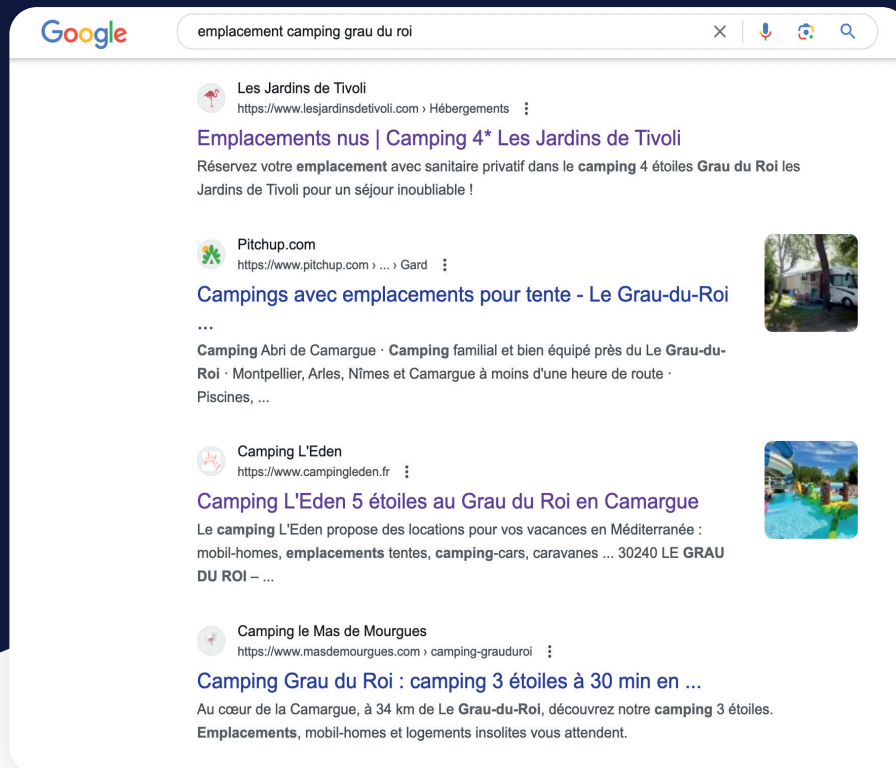 Google
emplacement camping grau du roi
Les Jardins de Tivoli
https://www.lesjardinsdetivoli.com › Hébergements
Emplacements nus | Camping 4* Les Jardins de Tivoli
Réservez votre emplacement avec sanitaire privatif dans le camping 4 étoiles Grau du Roi les
Jardins de Tivoli pour un séjour inoubliable !
Pitchup.com
https://www.pitchup.com › ... › Gard
Campings avec emplacements pour tente - Le Grau-du-Roi
...
Camping Abri de Camargue · Camping familial et bien équipé près du Le Grau-du-
Roi · Montpellier, Arles, Nîmes et Camargue à moins d'une heure de route ·
Piscines, ...
Camping L'Eden
https://www.campingleden.fr
Camping L'Eden 5 étoiles au Grau du Roi en Camargue
Le camping L'Eden propose des locations pour vos vacances en Méditerranée :
mobil-homes, emplacements tentes, camping-cars, caravanes ... 30240 LE GRAU
DU ROI – ...
Camping le Mas de Mourgues
https://www.masdemourgues.com › camping-grauduroi
Camping Grau du Roi : camping 3 étoiles à 30 min en ...
Au cœur de la Camargue, à 34 km de Le Grau-du-Roi, découvrez notre camping 3 étoiles.
Emplacements, mobil-homes et logements insolites vous attendent.